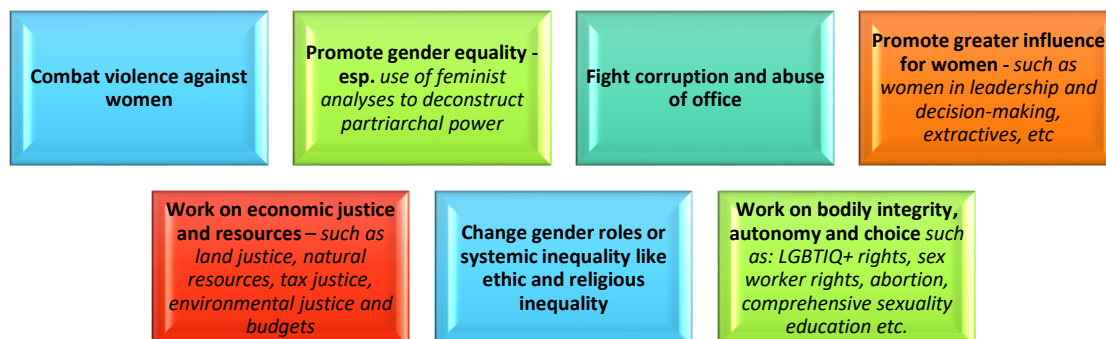 Combat violence against
women
Promote gender equality -
esp. use of feminist
analyses to deconstruct
partriarchal power
Fight corruption and abuse
of office
Promote greater influence
for women - such as
women in leadership and
decision-making,
extractives, etc
Work on economic justice
and resources – such as
land justice, natural
resources, tax justice,
environmental justice and
budgets
Change gender roles or
systemic inequality like
ethic and religious
inequality
Work on bodily integrity,
autonomy and choice such
as: LGBTIQ+ rights, sex
worker rights, abortion,
comprehensive sexuality
education etc.